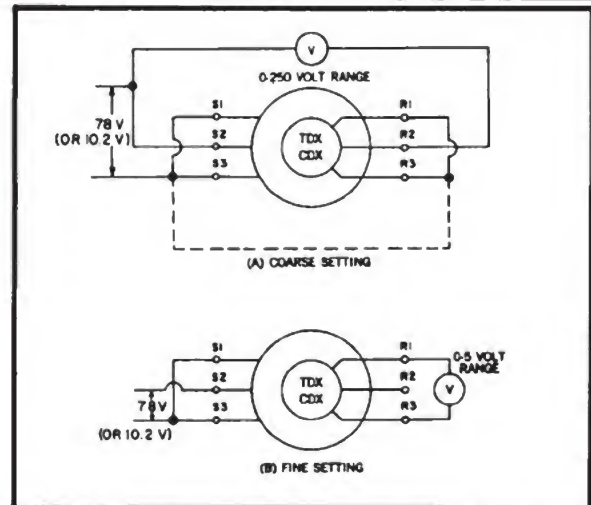 V
0-250 VOLT RANGE
S1
R1
78 V
(OR 10.2 V)
S2
TDX
CDX
R2
S3
R3
(A) COARSE SETTING
S1
R1
0-5 VOLT
RANGE
S2
TDX
CDX
R2
V
78 V
S3
R3
(OR 10.2 V)
(B) FINE SETTING